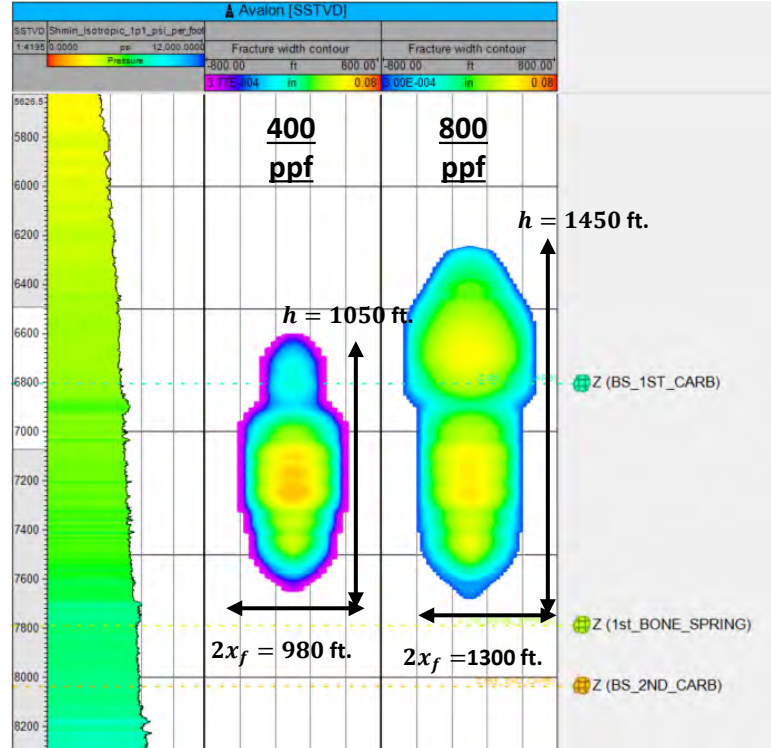 Avalon [SSTVD]
SSTVD Shmin_Isotropic_1p1_psi_per_foot
1:4195 0.0000 psi 12,000.0000
Pressure
Fracture width contour
-800.00 ft 800.00
in 0.08
Fracture width contour
-800.00 ft 800.00
3.00E-004 in 0.08
5626.5
5800
6000
6200
6400
6600
6800
7000
7200
7400
7600
7800
8000
8200
400
ppf
800
ppf
h = 1050 ft.
h = 1450 ft.
2x_f = 980 ft.
2x_f =1300 ft.
Z (BS_1ST_CARB)
Z (1st_BONE_SPRING)
Z (BS_2ND_CARB)